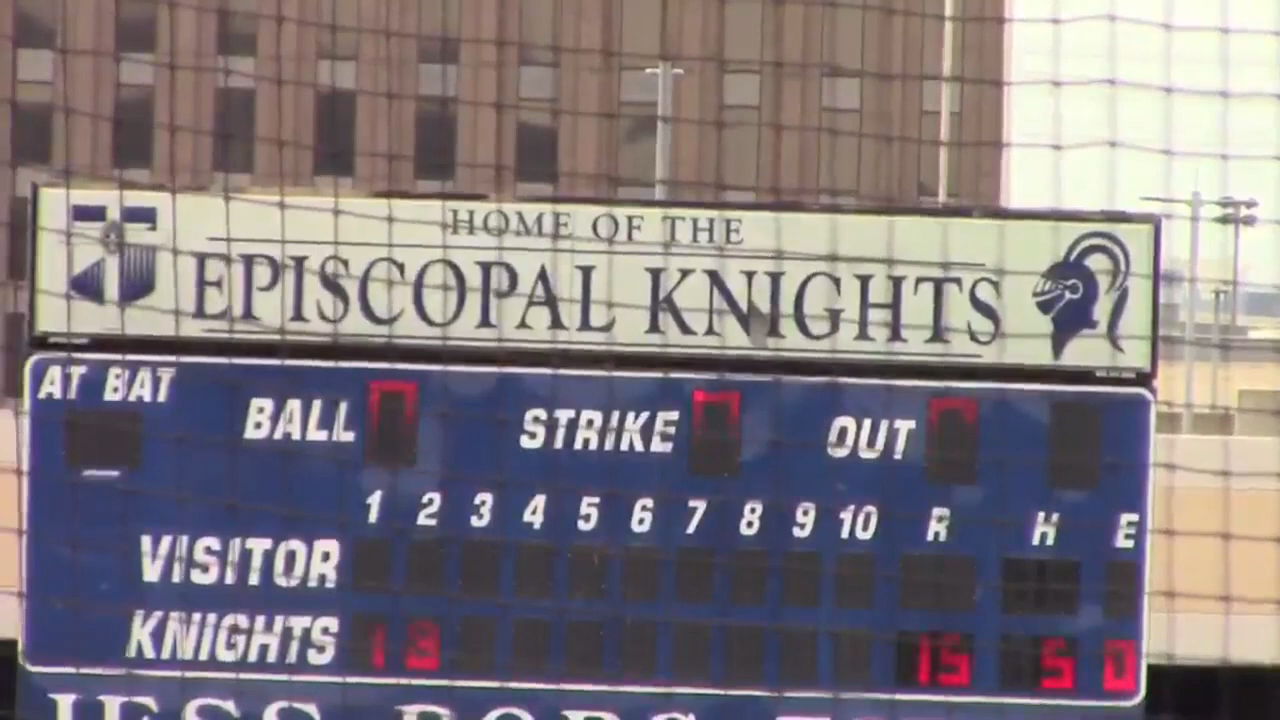 HOME OF THE
EPISCOPAL KNIGHTS
AT BAT
BALL STRIKE OUT
1 2 3 4 5 6 7 8 9 10 R H E
VISITOR
KNIGHTS 1 15 5 0